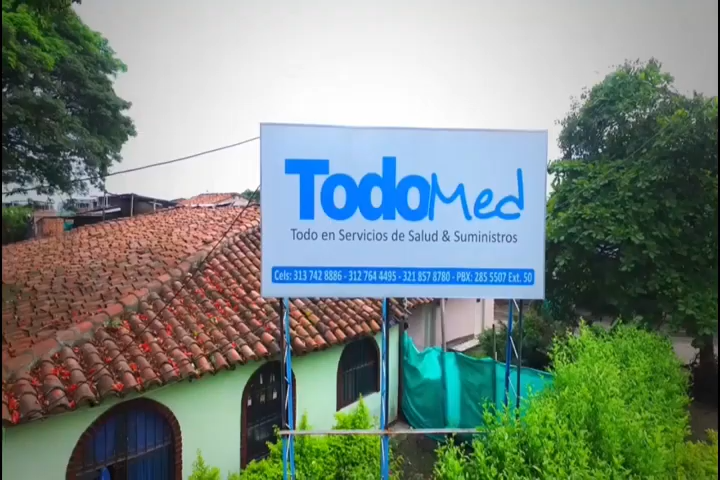 TodoMed
Todo en Servicios de Salud & Suministros
Cels: 313 742 8886 - 312 764 4495 - 321 857 8780 - PBX: 285 5507 Ext. 50